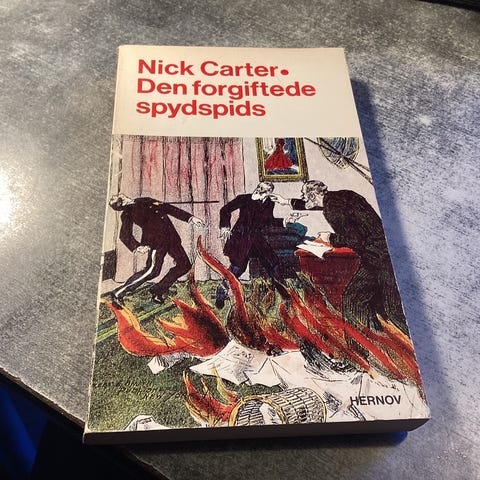 Nick Carter•
Den forgiftede
spydspids
HERNOV